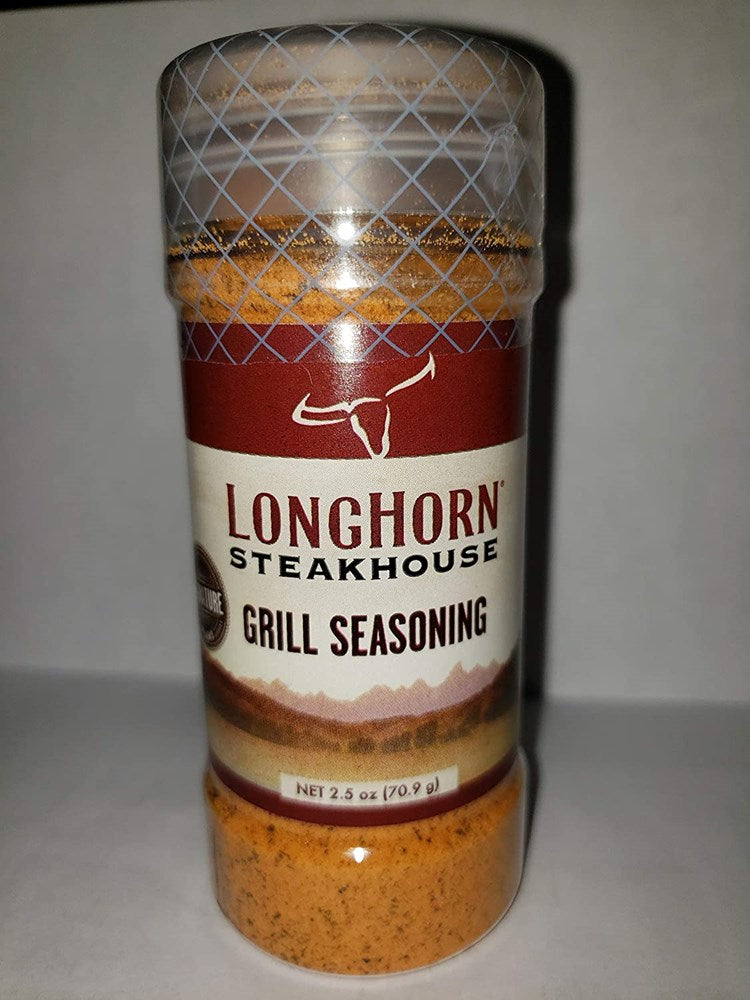 LONGHORN®
STEAKHOUSE
GRILL SEASONING
NET 2.5 oz (70.9 g)